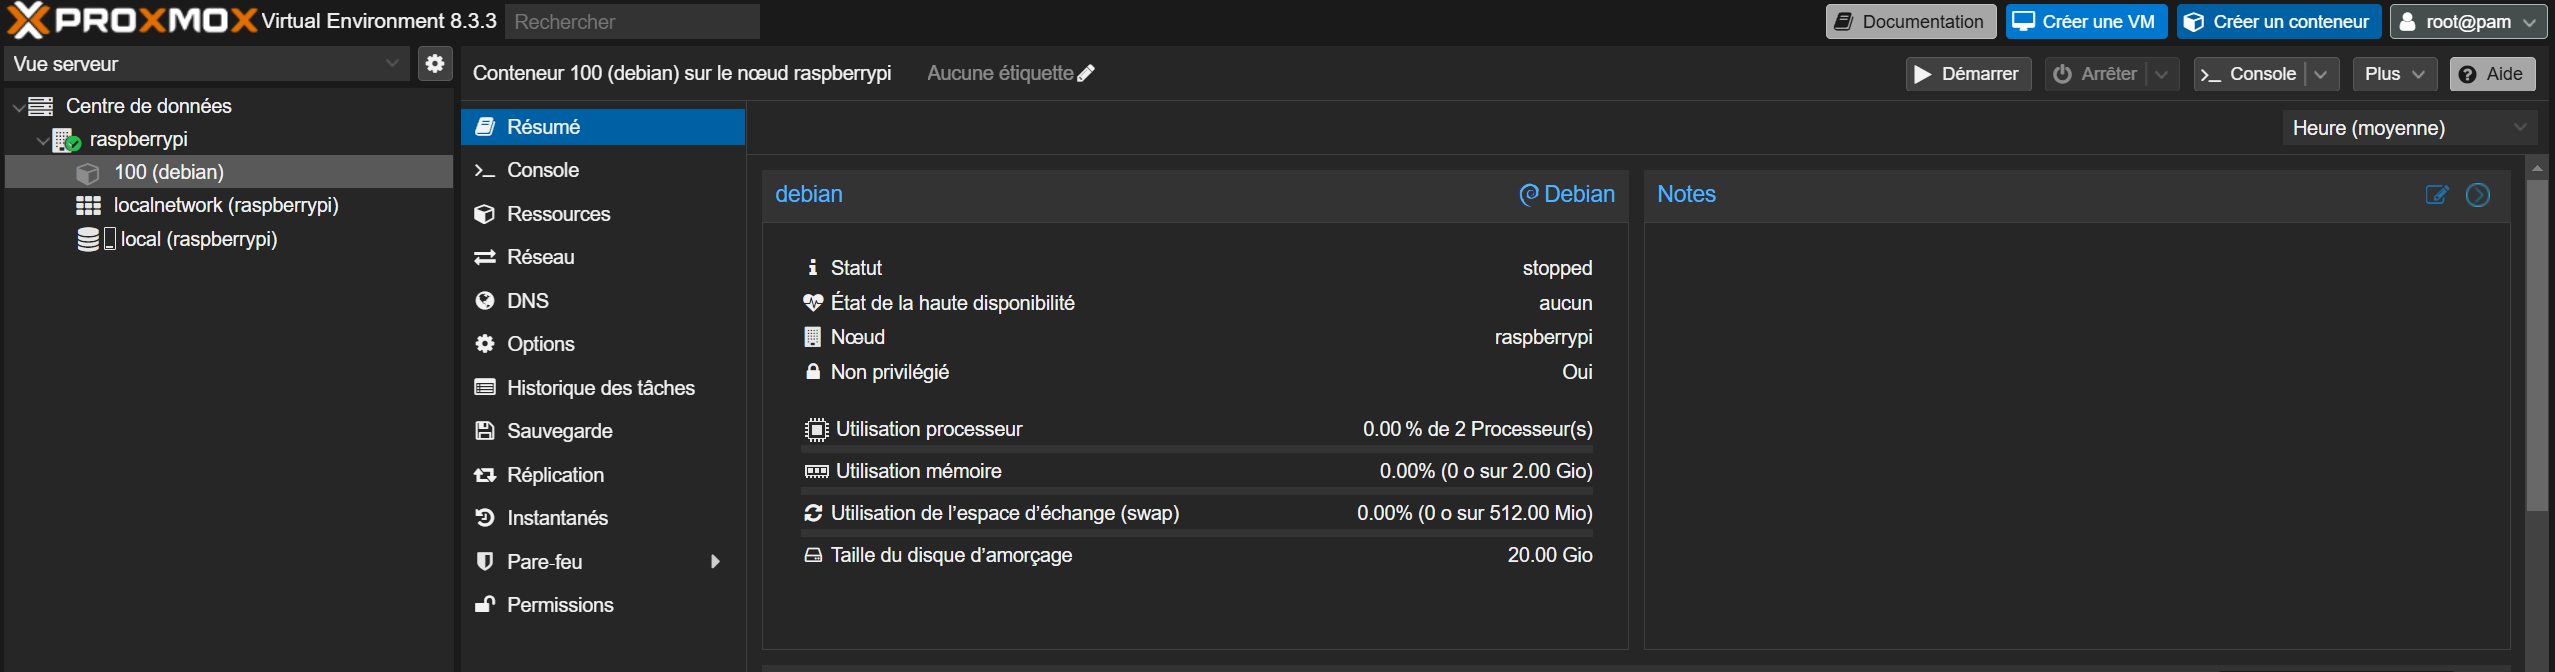 PROXMOX Virtual Environment 8.3.3 Rechercher Documentation Créer une VM Créer un conteneur root@pam
Vue serveur
Centre de données
raspberrypi
100 (debian)
localnetwork (raspberrypi)
local (raspberrypi)
Conteneur 100 (debian) sur le nœud raspberrypi Aucune étiquette Démarrer Arrêter Console Plus Aide
Résumé
Console
Ressources
Réseau
DNS
Options
Historique des tâches
Sauvegarde
Réplication
Instantanés
Pare-feu
Permissions
Heure (moyenne)
debian Debian
Statut stopped
État de la haute disponibilité aucun
Nœud raspberrypi
Non privilégié Oui
Utilisation processeur 0.00 % de 2 Processeur(s)
Utilisation mémoire 0.00% (0 o sur 2.00 Gio)
Utilisation de l’espace d’échange (swap) 0.00% (0 o sur 512.00 Mio)
Taille du disque d’amorçage 20.00 Gio
Notes